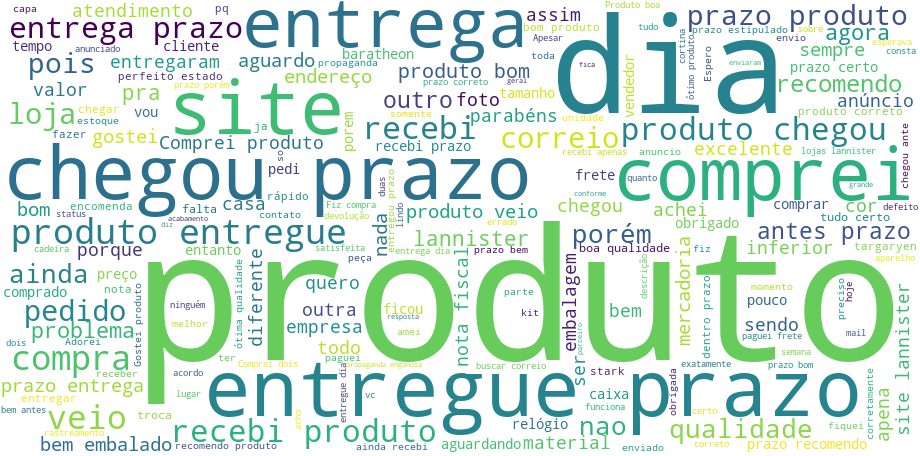 capa
pq
atendimento
entrega
assim
Produto boa
prazo produto
entrega prazo
anunciado
cliente
dia
Apesar
bom produto
tudo
sobre
tempo
entregaram
aguardo
baratheon
propaganda
toda
cortina
prazo estipulado
envio
agora
esperava
pois
perfeito estado
endereço
produto bom
fica
vendedor
ótimo produto
Espero
enviaram
prazo certo
sempre
consta
valor
prazo porem
site
prazo correto
geral
tamanho
recomendo
loja
chegar
estoque
pra
vou
outro
foto
parabéns
somente
unidade
anúncio
produto correto
fazer
gostei
ja
porem
recebi
correio
produto chegou
Comprei produto
recebi prazo
excelente
recebi apenas
anuncio
lojas lannister
chegou ante
chegou prazo
so
pedi
rápido
duas
frete
conforme
quanto
comprei
grande
bom
encomenda
casa
Fiz compra
lindo
entregou prazo
chegou
achei
comprar
cor
defeito
status
acabamento
falta
contato
devolução
produto veio
errado
obrigado
tudo certo
produto entregue
diz
nada
lannister
porém
antes prazo
cadeira
satisfeita
entrega dia
prazo bem
boa qualidade
fiz
targaryen
porque
entanto
peça
inferior
aparelho
ainda
preço
quero
nota fiscal
embalagem
descrição
mercadoria
momento
preciso
hoje
comprado
nota
ótima qualidade
diferente
produto
parte
pouco
pedido
ninguém
outra
ficou
kit
bem
dentro prazo
paguei frete
mail
problema
melhor
empresa
amei
resposta
parceiro
sendo
dois
Adorei
Gostei produto
todo
paguei
semana
compra
receber
ter
Comprei dois
propaganda enganosa
buscar correio
ser
exatamente
prazo bom
prazo entrega
acordo
entregue dia
vc
stark
obrigada
corretamente
apena
site lannister
entregar
lugar
entregue prazo
caixa
funciona
certo
bem antes
veio
troca
acho
relógio
qualidade
fiquei
rastreamento
recebi produto
nao
bem embalado
recomendo produto
ainda recebi
aguardando
material
enviado
correto
prazo recomendo